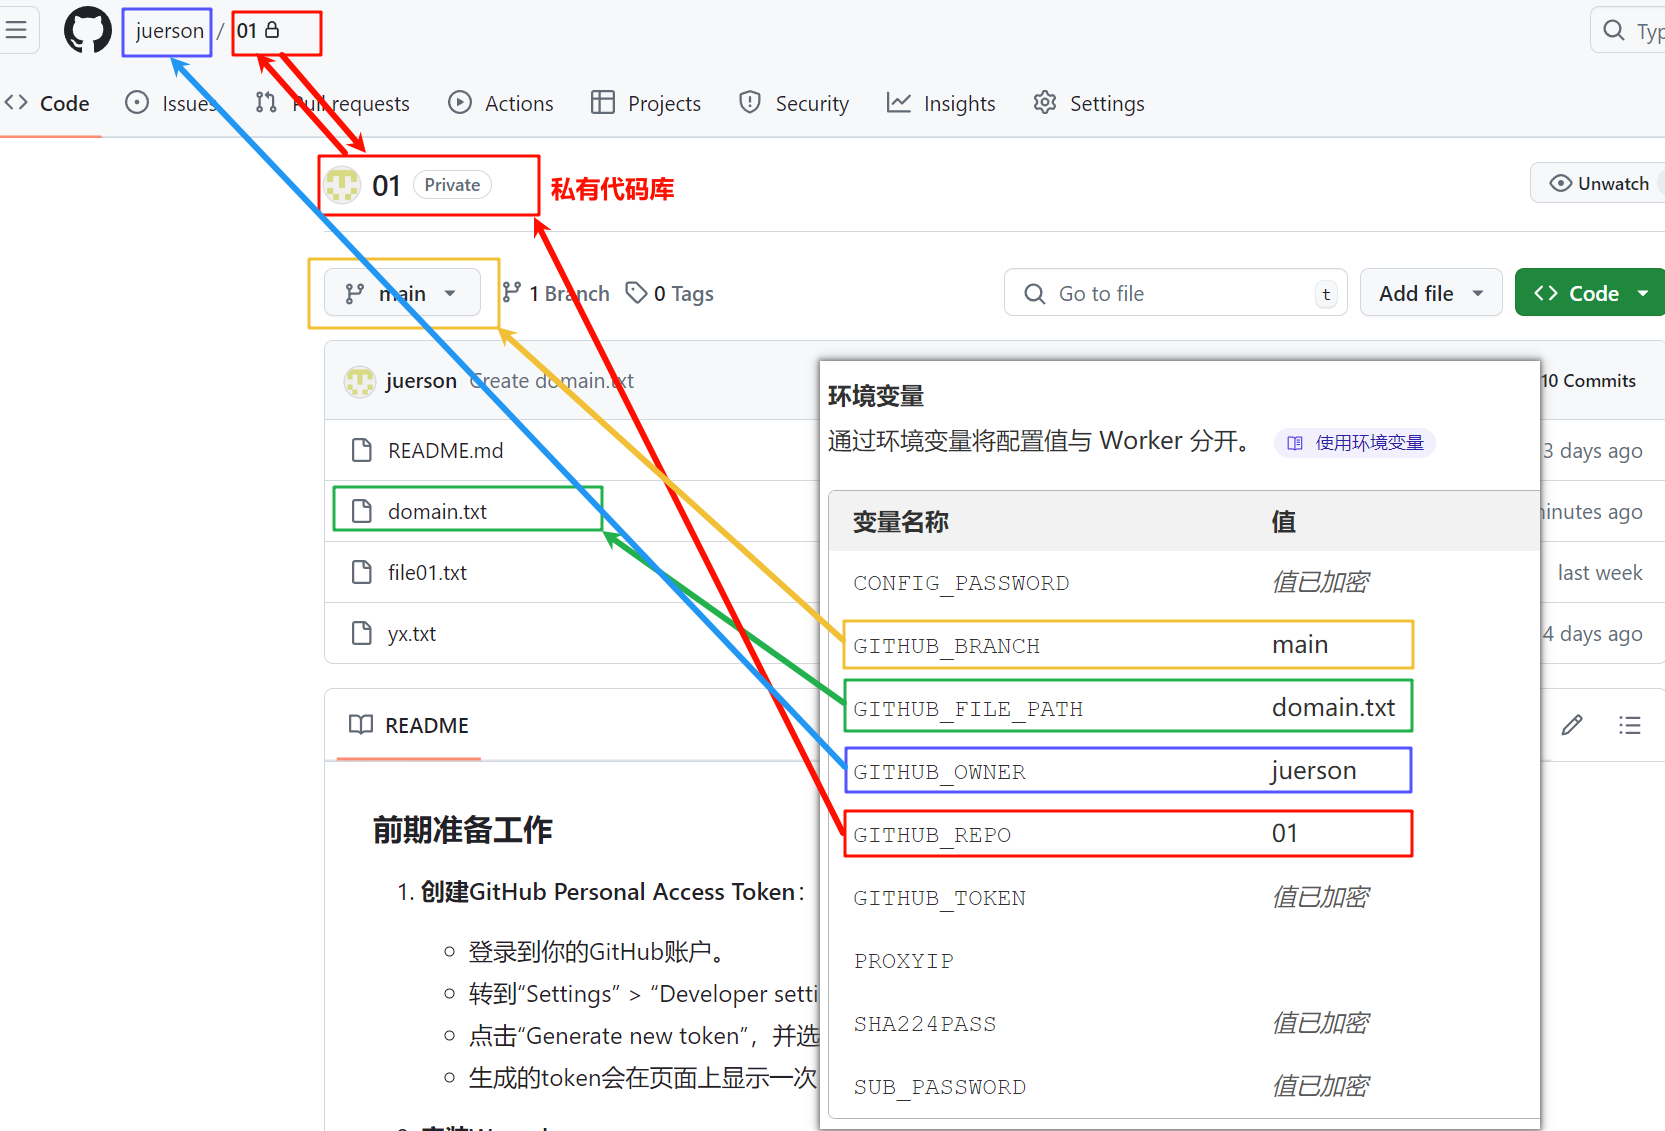 juerson / 01
Typ
Code
Issues
Pull requests
Actions
Projects
Security
Insights
Settings
01 Private
私有代码库
Unwatch
main
1 Branch
0 Tags
Go to file
t
Add file
Code
juerson Create domain.txt
10 Commits
README.md
3 days ago
domain.txt
minutes ago
file01.txt
last week
yx.txt
4 days ago
README
前期准备工作
1. 创建GitHub Personal Access Token：
登录到你的GitHub账户。
转到“Settings” > “Developer setti
点击“Generate new token”，并选
生成的token会在页面上显示一次
环境变量
通过环境变量将配置值与 Worker 分开。 使用环境变量
变量名称 值
CONFIG_PASSWORD 值已加密
GITHUB_BRANCH main
GITHUB_FILE_PATH domain.txt
GITHUB_OWNER juerson
GITHUB_REPO 01
GITHUB_TOKEN 值已加密
PROXYIP
SHA224PASS 值已加密
SUB_PASSWORD 值已加密